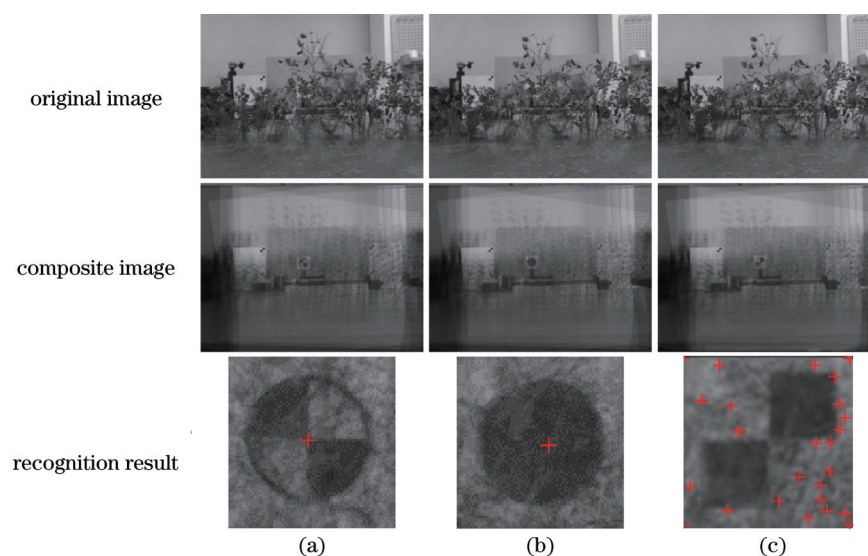 original image
composite image
recognition result
(a)
(b)
(c)